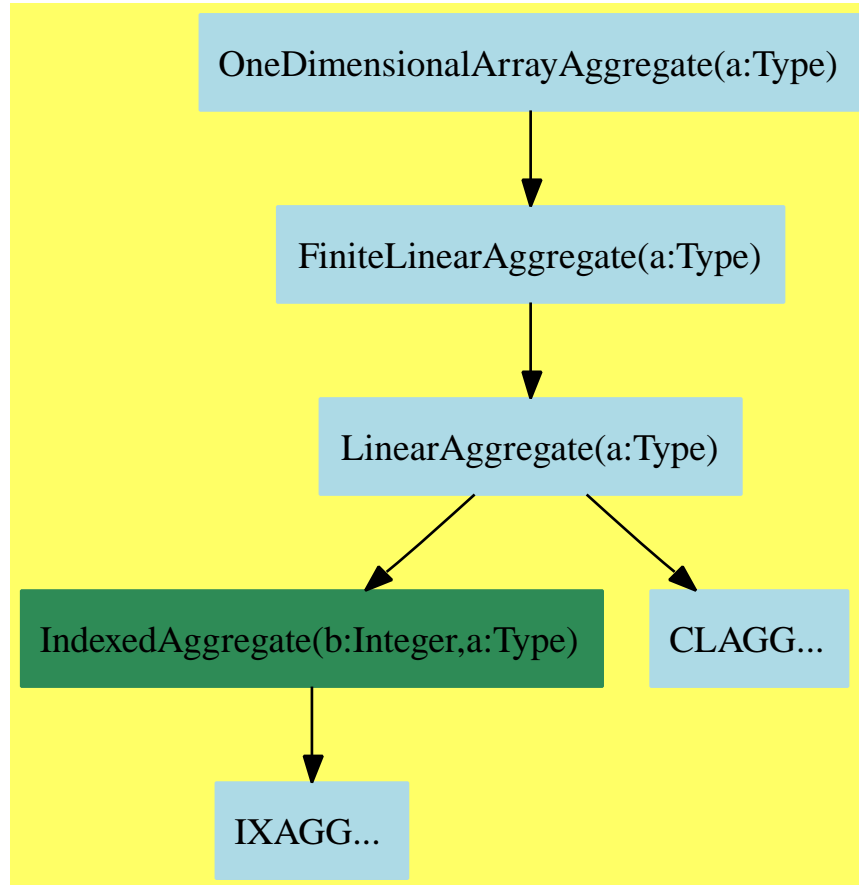 OneDimensionalArrayAggregate(a:Type)
FiniteLinearAggregate(a:Type)
LinearAggregate(a:Type)
IndexedAggregate(b:Integer,a:Type)
CLAGG...
IXAGG...